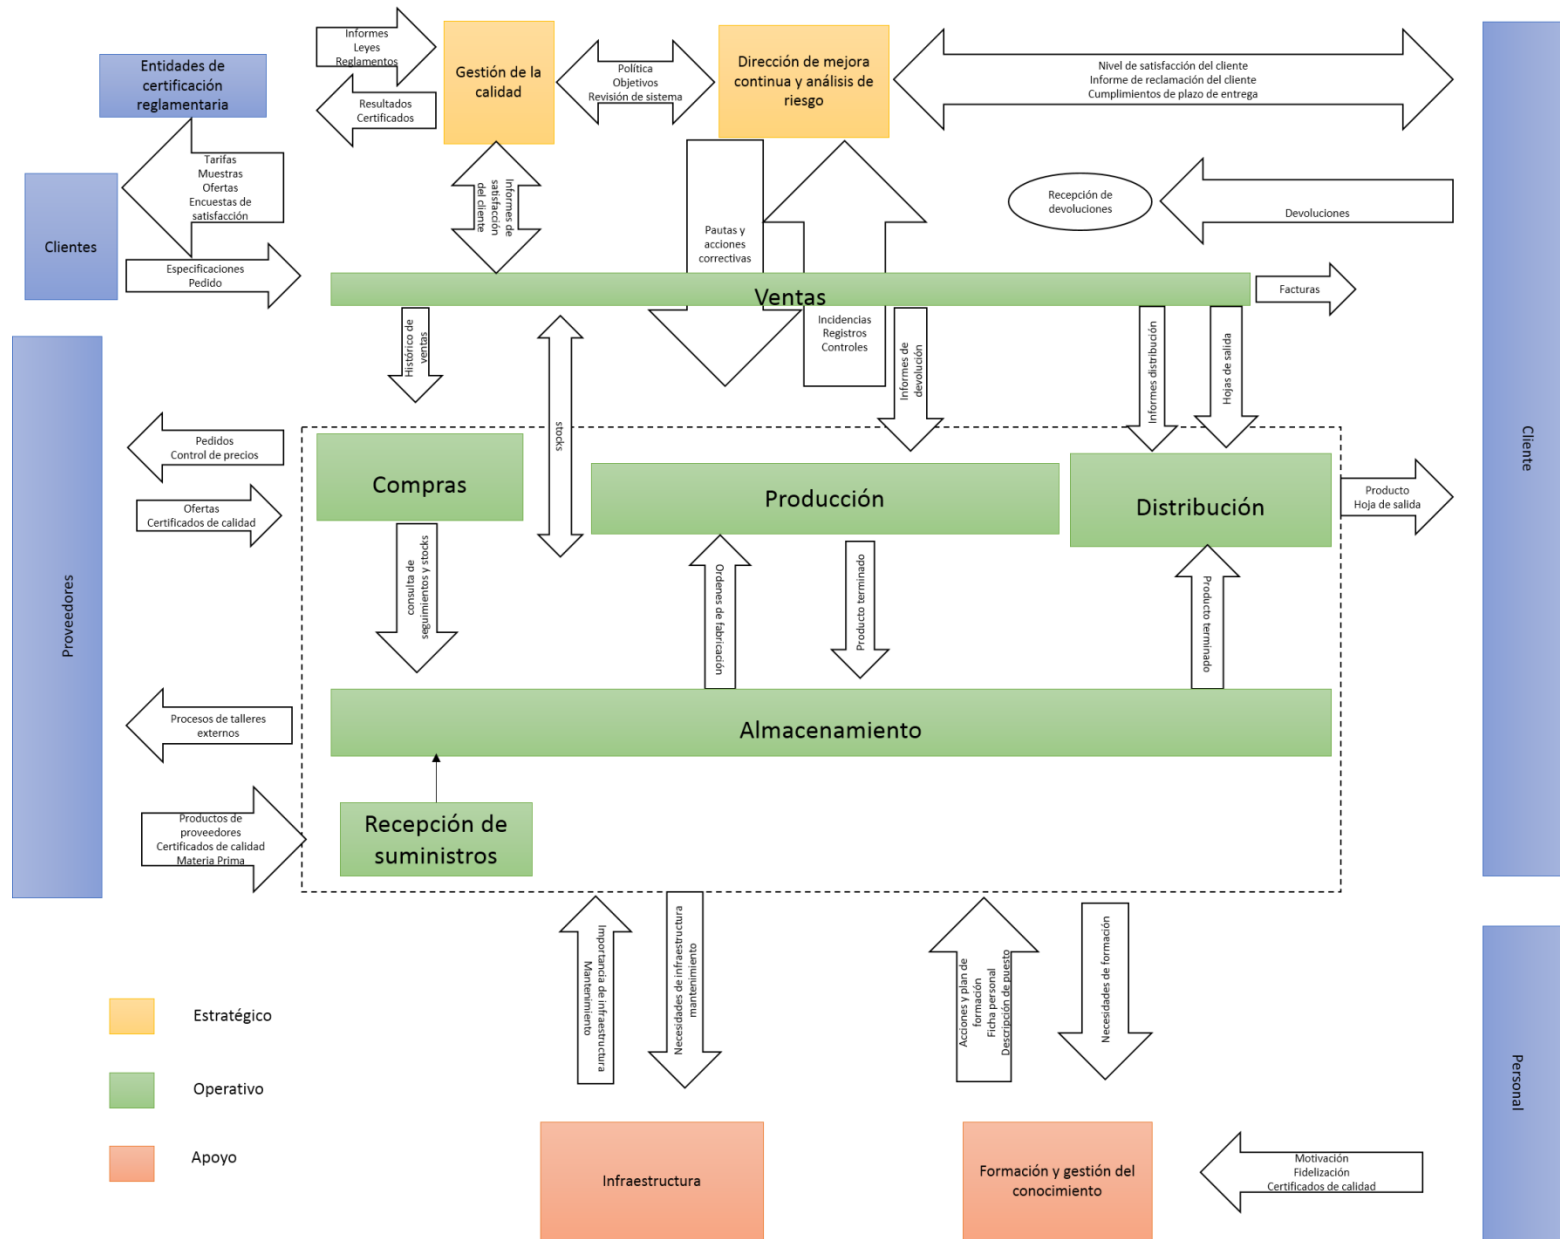 Informes
Leyes
Reglamentos
Entidades de
certificación
reglamentaria
Gestión de la
calidad
Política
Objetivos
Revisión de sistema
Dirección de mejora
continua y análisis de
riesgo
Nivel de satisfacción del cliente
Informe de reclamación del cliente
Cumplimientos de plazo de entrega
Resultados
Certificados
Tarifas
Muestras
Ofertas
Encuestas de
satisfacción
Informes de
satisfacción
del cliente
Recepción de
devoluciones
Devoluciones
Clientes
Pautas y
acciones
correctivas
Especificaciones
Pedido
Ventas
Facturas
Histórico de
ventas
Incidencias
Registros
Controles
Informes de
devolución
Informes distribución
Hojas de salida
stocks
Pedidos
Control de precios
Compras
Producción
Distribución
Cliente
Producto
Hoja de salida
Ofertas
Certificados de calidad
Proveedores
consulta de
seguimientos y stocks
Ordenes de fabricación
Producto terminado
Producto terminado
Procesos de talleres
externos
Almacenamiento
Productos de
proveedores
Certificados de calidad
Materia Prima
Recepción de
suministros
Importancia de infraestructura
Mantenimiento
Necesidades de infraestructura
mantenimiento
Acciones y plan de
formación
Ficha personal
Descripción de puesto
Necesidades de formación
Estratégico
Operativo
Apoyo
Personal
Infraestructura
Formación y gestión del
conocimiento
Motivación
Fidelización
Certificados de calidad